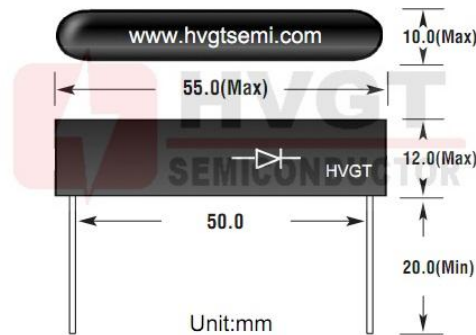 www.hvgtsemi.com
10.0(Max)
55.0(Max)
HVGT
SEMICONDUCTOR
HVGT
12.0(Max)
50.0
20.0(Min)
Unit:mm